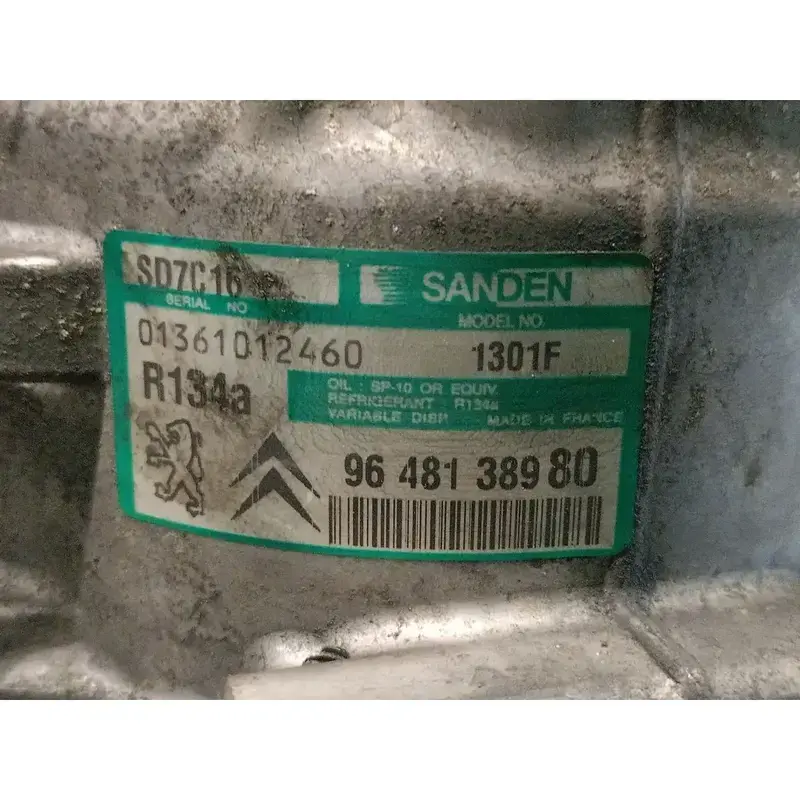 SD7C16
SANDEN
SERIAL NO
MODEL NO.
01361012460
1301F
R134a
OIL : SP-10 OR EQUIV.
REFRIGERANT : R134a
VARIABLE DISP. MADE IN FRANCE
96 481 389 80